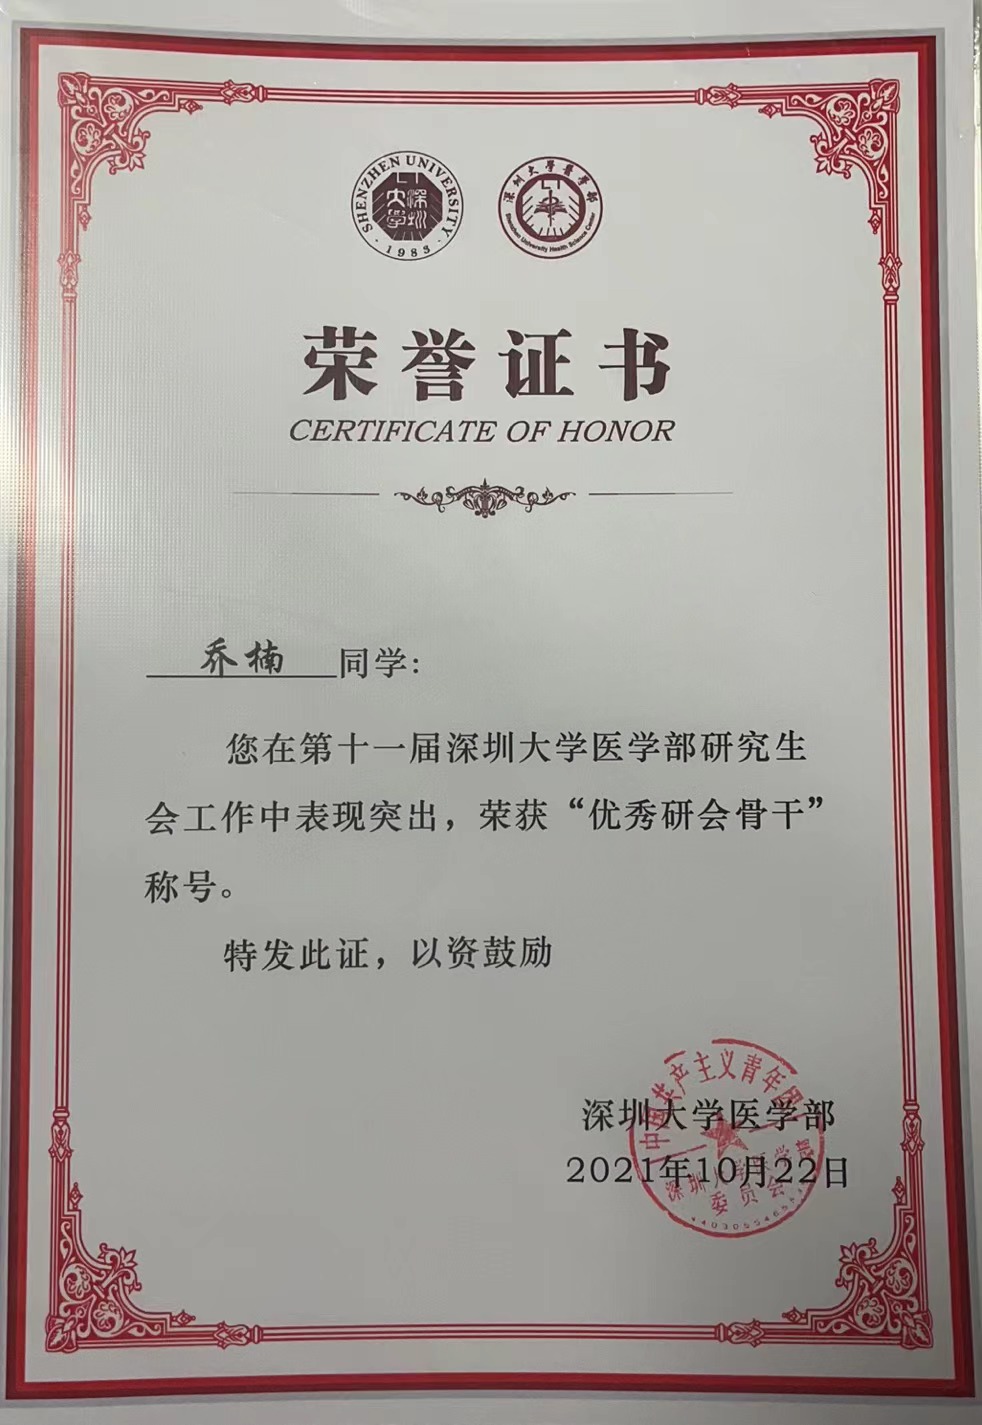 SHENZHEN UNIVERSITY
深圳大学
· 1983 ·
深圳大學醫學部
Shenzhen University Health Science Center
荣誉证书
CERTIFICATE OF HONOR
乔楠 同学:
您在第十一届深圳大学医学部研究生
会工作中表现突出，荣获“优秀研会骨干”
称号。
特发此证，以资鼓励
中国共产主义青年团
深圳大学医学部
2021年10月22日
深圳大学医学部
委员会